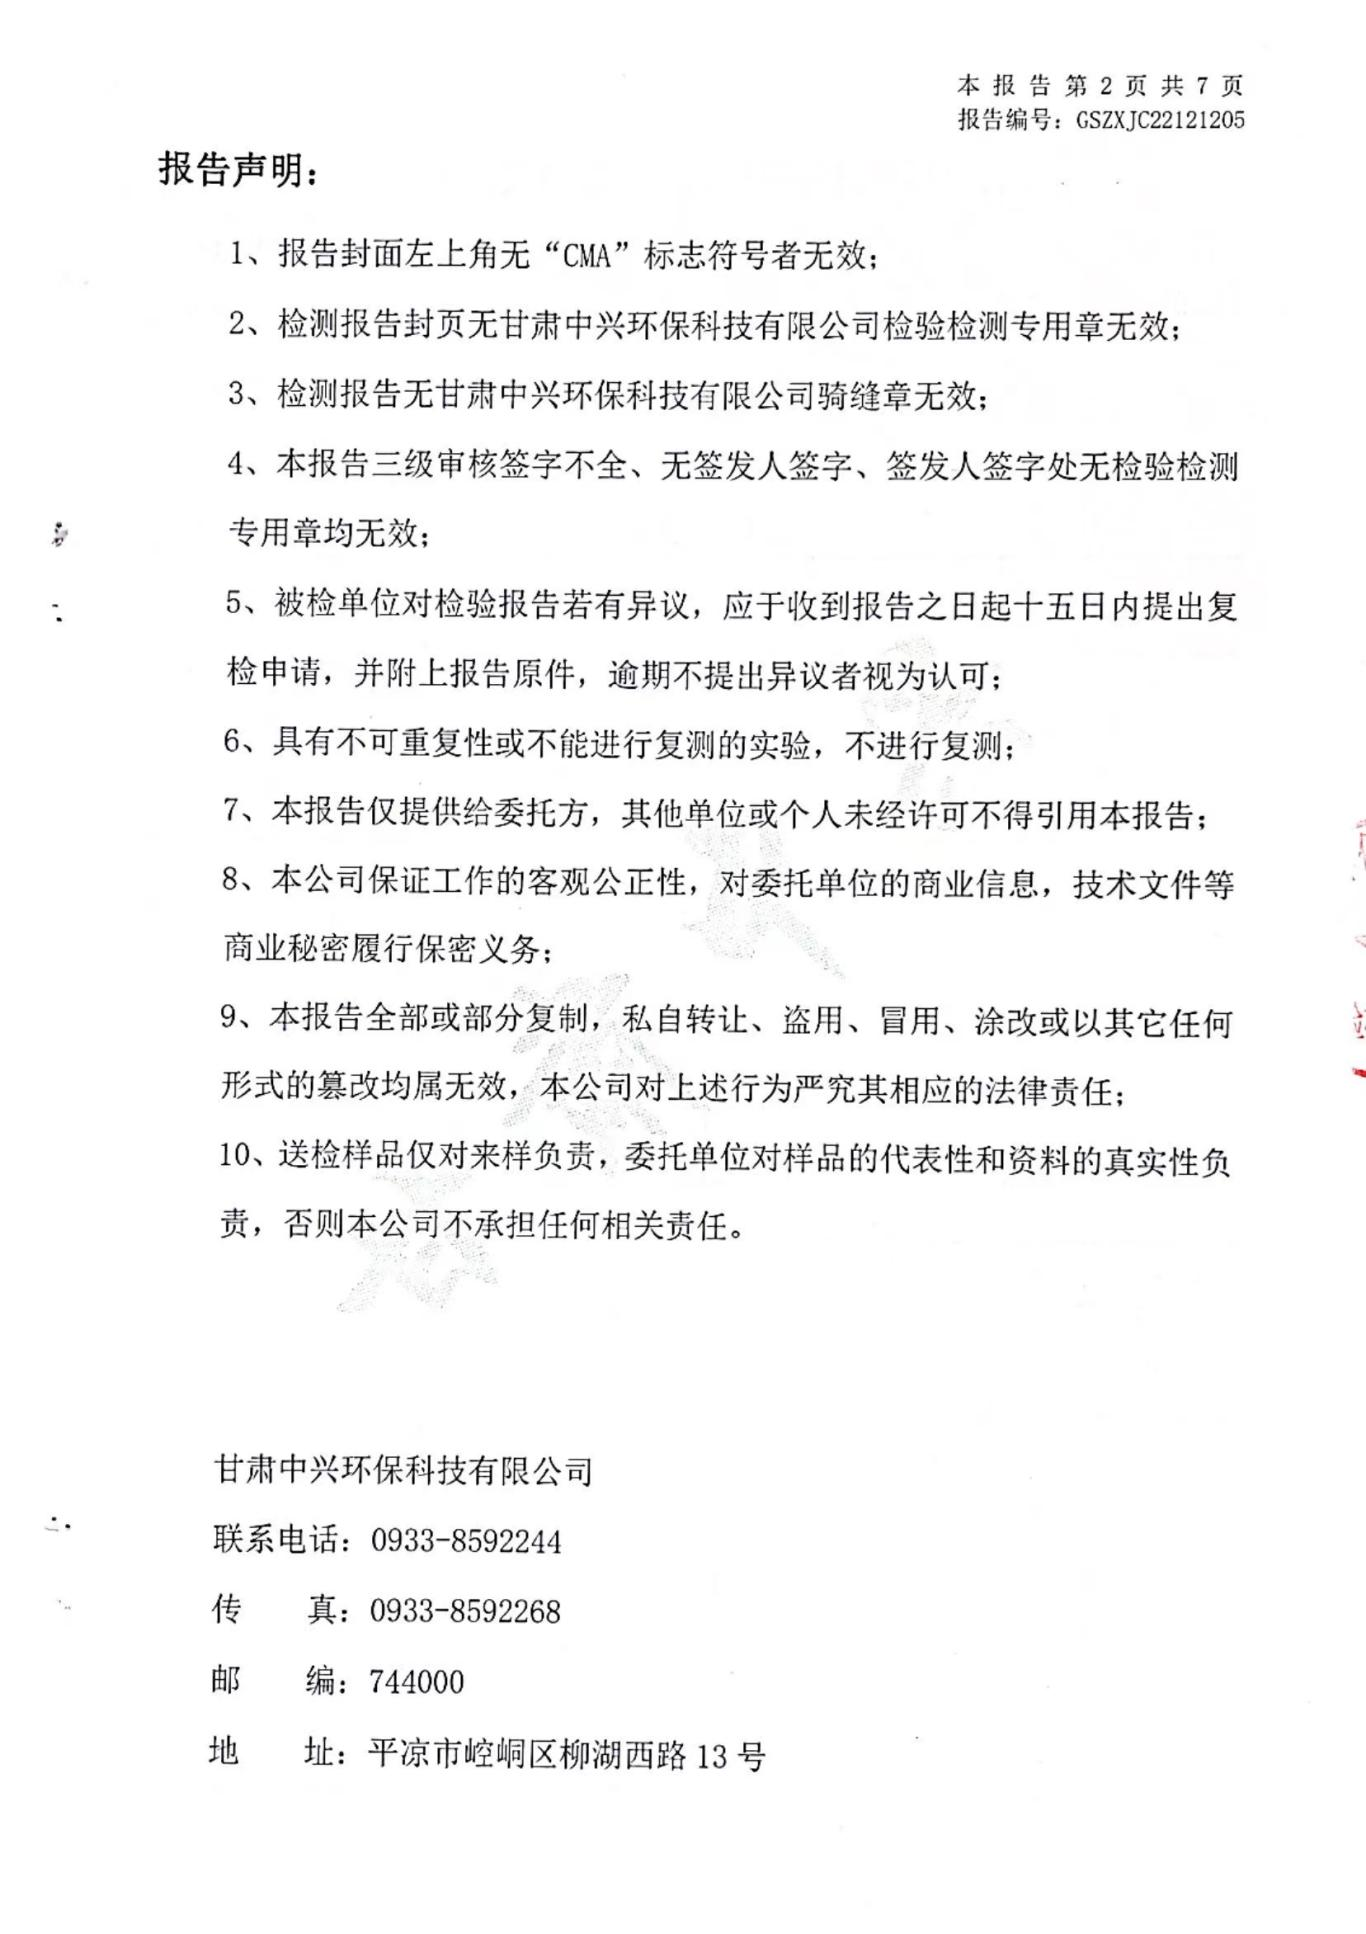 本报告第2页共7页
报告编号：GSZXJC22121205
报告声明：
1、报告封面左上角无“CMA”标志符号者无效；
2、检测报告封页无甘肃中兴环保科技有限公司检验检测专用章无效；
3、检测报告无甘肃中兴环保科技有限公司骑缝章无效；
4、本报告三级审核签字不全、无签发人签字、签发人签字处无检验检测
专用章均无效；
5、被检单位对检验报告若有异议，应于收到报告之日起十五日内提出复
检申请，并附上报告原件，逾期不提出异议者视为认可；
6、具有不可重复性或不能进行复测的实验，不进行复测；
7、本报告仅提供给委托方，其他单位或个人未经许可不得引用本报告；
8、本公司保证工作的客观公正性，对委托单位的商业信息，技术文件等
商业秘密履行保密义务；
9、本报告全部或部分复制，私自转让、盗用、冒用、涂改或以其它任何
形式的篡改均属无效，本公司对上述行为严究其相应的法律责任；
10、送检样品仅对来样负责，委托单位对样品的代表性和资料的真实性负
责，否则本公司不承担任何相关责任。
甘肃中兴环保科技有限公司
联系电话：0933-8592244
传　　真：0933-8592268
邮　　编：744000
地　　址：平凉市崆峒区柳湖西路 13 号